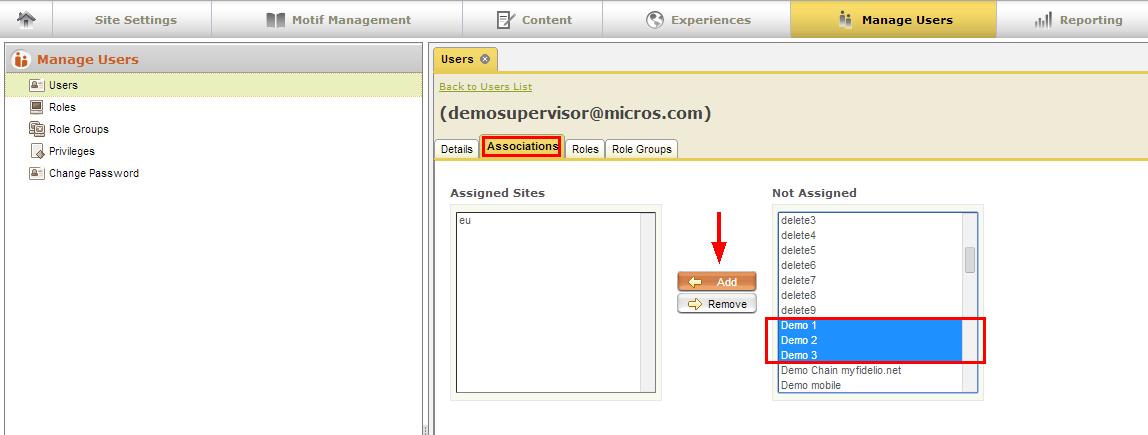 Site Settings
Motif Management
Content
Experiences
Manage Users
Reporting
Manage Users
Users
Roles
Role Groups
Privileges
Change Password
Users
Back to Users List
(demosupervisor@micros.com)
Details
Associations
Roles
Role Groups
Assigned Sites
eu
Add
Remove
Not Assigned
delete3
delete4
delete5
delete6
delete7
delete8
delete9
Demo 1
Demo 2
Demo 3
Demo Chain myfidelio.net
Demo mobile